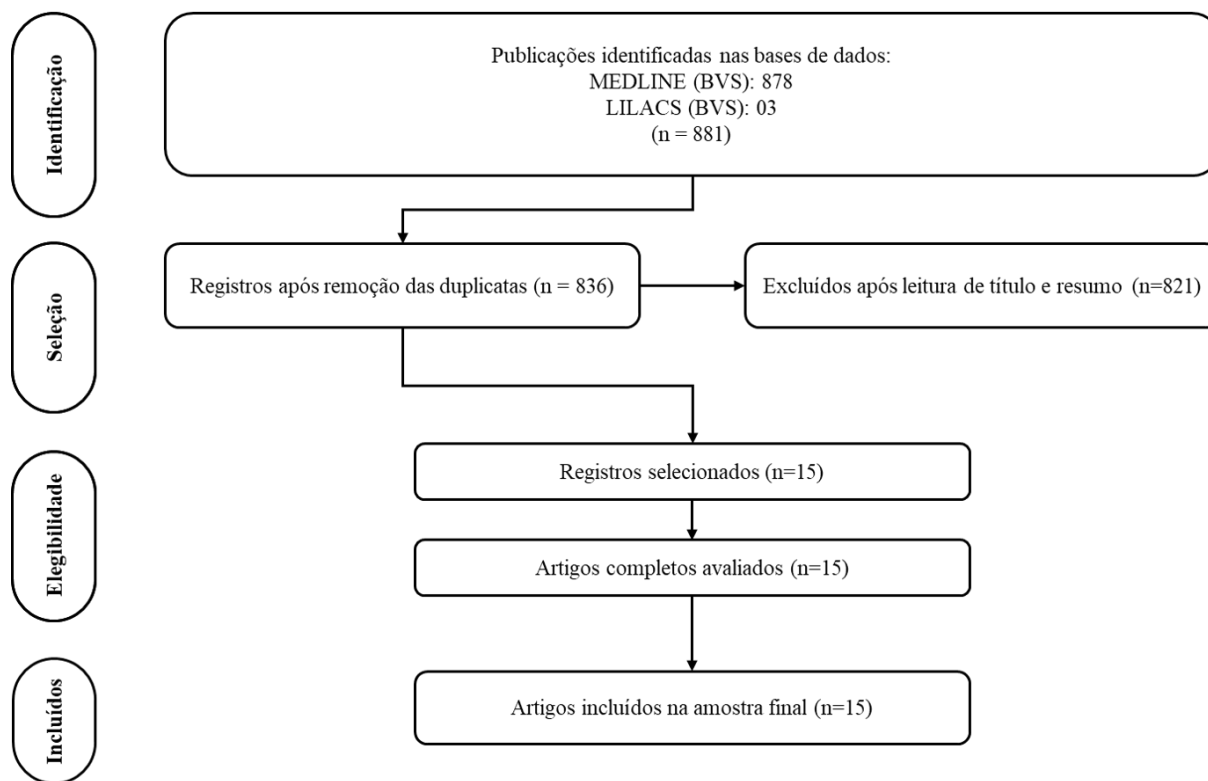 Identificação
Publicações identificadas nas bases de dados:
MEDLINE (BVS): 878
LILACS (BVS): 03
(n = 881)
Seleção
Registros após remoção das duplicatas (n = 836)
Excluídos após leitura de título e resumo (n=821)
Elegibilidade
Registros selecionados (n=15)
Artigos completos avaliados (n=15)
Incluídos
Artigos incluídos na amostra final (n=15)